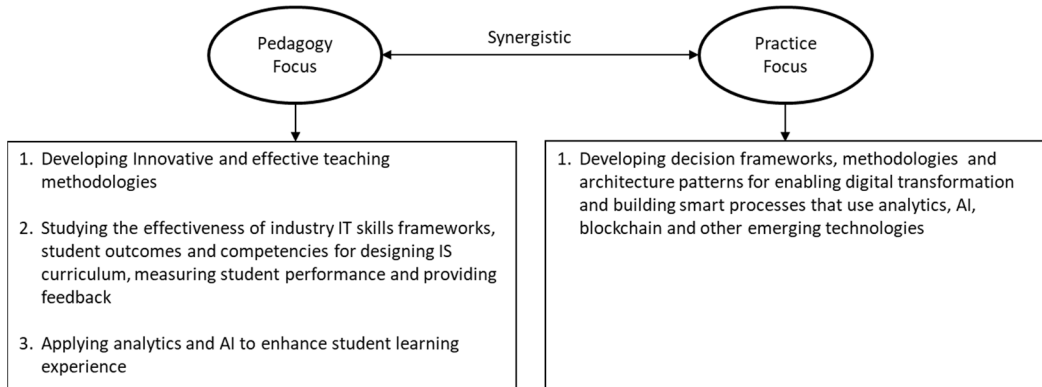 Pedagogy
Focus
Synergistic
Practice
Focus
1. Developing Innovative and effective teaching
methodologies
2. Studying the effectiveness of industry IT skills frameworks,
student outcomes and competencies for designing IS
curriculum, measuring student performance and providing
feedback
3. Applying analytics and AI to enhance student learning
experience
1. Developing decision frameworks, methodologies and
architecture patterns for enabling digital transformation
and building smart processes that use analytics, AI,
blockchain and other emerging technologies